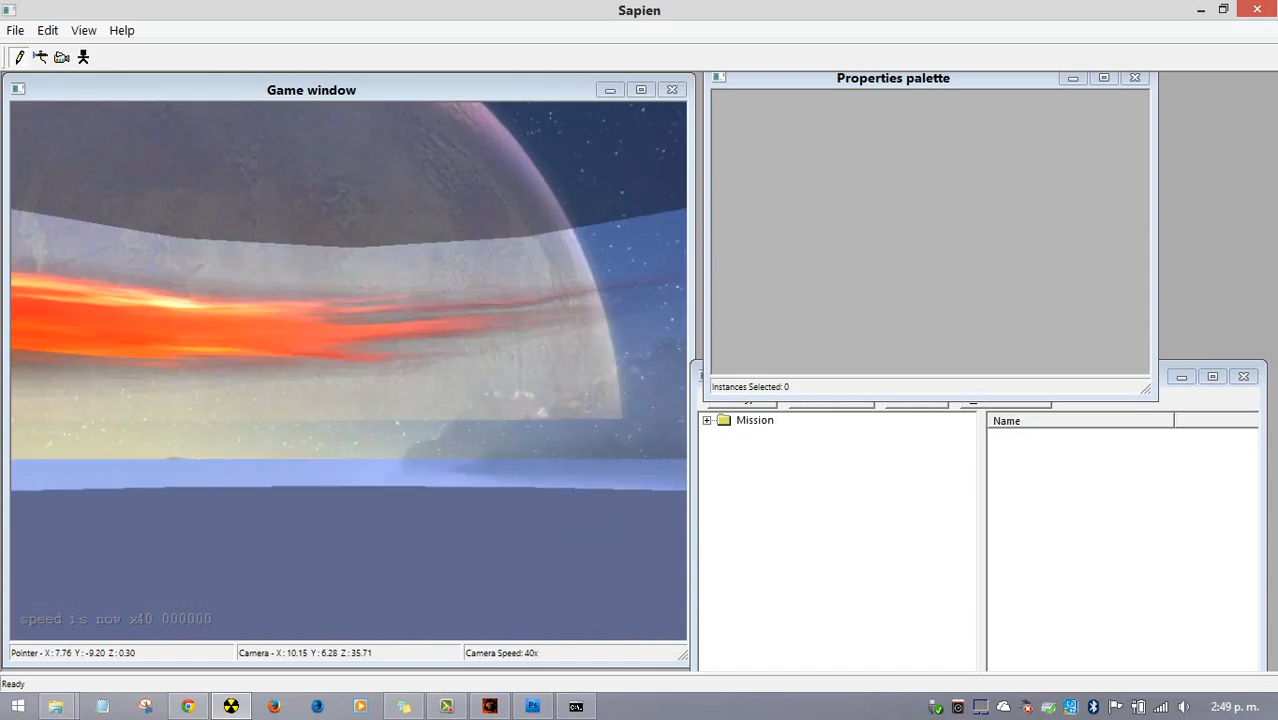 Sapien
File Edit View Help
Game window
Properties palette
Instances Selected: 0
Mission
Name
speed is now x40 000000
Pointer - X : 7.76 Y : -9.20 Z : 0.30
Camera - X : 10.15 Y : 6.28 Z : 35.71
Camera Speed: 40x
Ready
Ps
2:49 p. m.